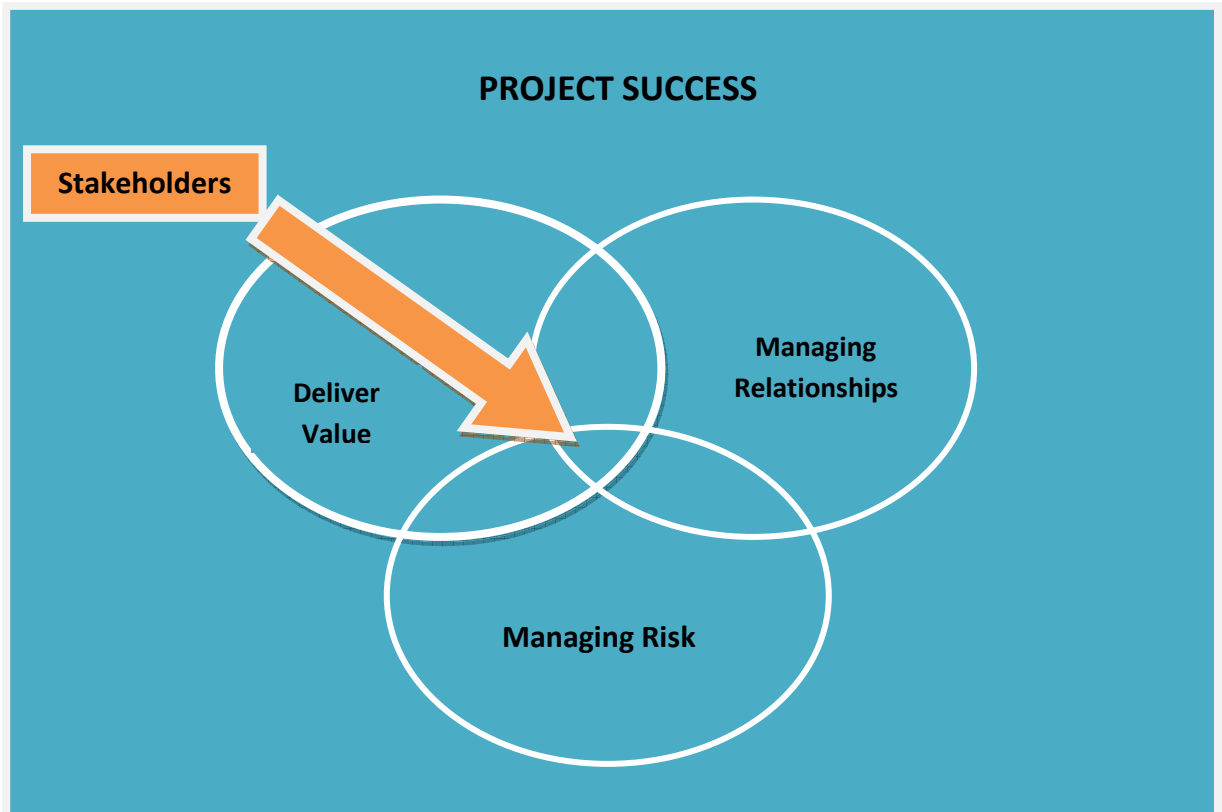 PROJECT SUCCESS
Stakeholders
Deliver
Value
Managing
Relationships
Managing Risk